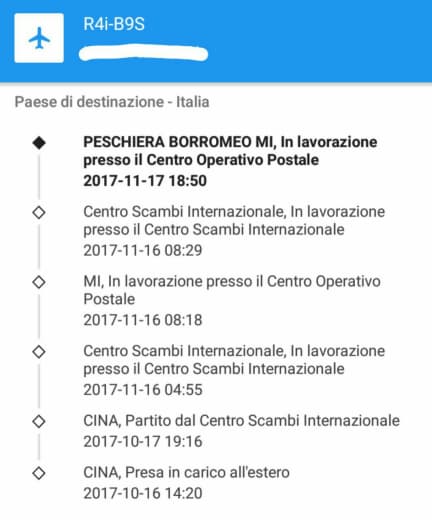 R4i-B9S
Paese di destinazione - Italia
PESCHIERA BORROMEO MI, In lavorazione
presso il Centro Operativo Postale
2017-11-17 18:50
Centro Scambi Internazionale, In lavorazione
presso il Centro Scambi Internazionale
2017-11-16 08:29
MI, In lavorazione presso il Centro Operativo
Postale
2017-11-16 08:18
Centro Scambi Internazionale, In lavorazione
presso il Centro Scambi Internazionale
2017-11-16 04:55
CINA, Partito dal Centro Scambi Internazionale
2017-10-17 19:16
CINA, Presa in carico all'estero
2017-10-16 14:20